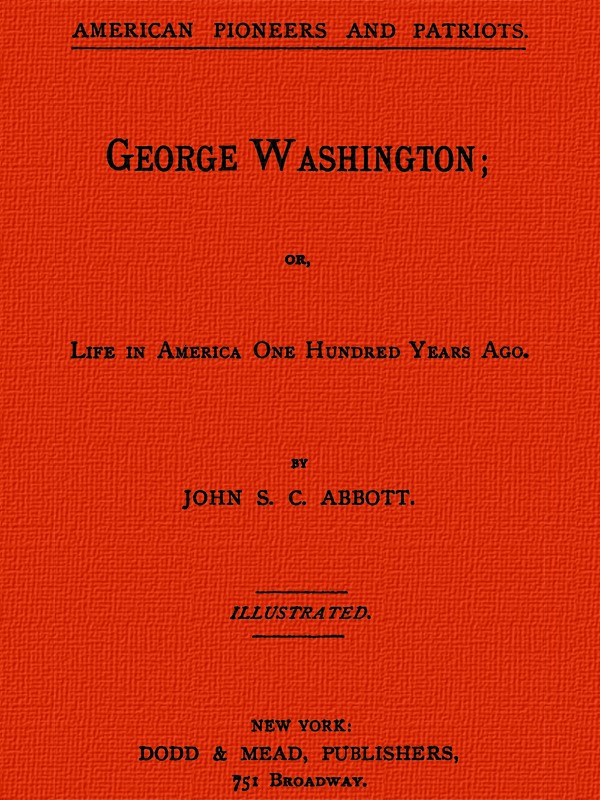 AMERICAN PIONEERS AND PATRIOTS.
GEORGE WASHINGTON;
OR,
LIFE IN AMERICA ONE HUNDRED YEARS AGO.
BY
JOHN S. C. ABBOTT.
ILLUSTRATED.
NEW YORK:
DODD & MEAD, PUBLISHERS,
751 BROADWAY.